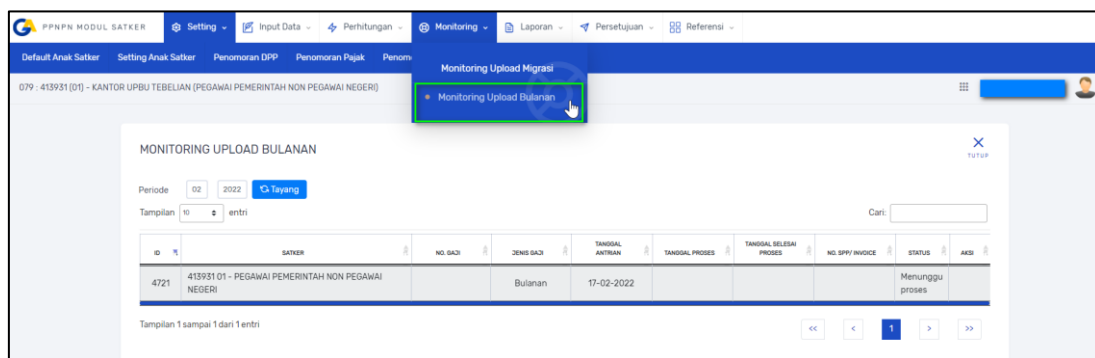 PPNPN MODUL SATKER Setting Input Data Perhitungan Monitoring Laporan Persetujuan Referensi
Default Anak Satker Setting Anak Satker Penomoran DPP Penomoran Pajak Penom
Monitoring Upload Migrasi
Monitoring Upload Bulanan
079 : 413931 (01) - KANTOR UPBU TEBELIAN (PEGAWAI PEMERINTAH NON PEGAWAI NEGERI)
MONITORING UPLOAD BULANAN
TUTUP
Periode 02 2022 Tayang
Tampilan 10 entri Cari:
ID SATKER NO. GAJI JENIS GAJI TANGGAL ANTRIAN TANGGAL PROSES TANGGAL SELESAI PROSES NO. SPP/ INVOICE STATUS AKSI
4721 413931 01 - PEGAWAI PEMERINTAH NON PEGAWAI NEGERI Bulanan 17-02-2022 Menunggu proses
Tampilan 1 sampai 1 dari 1 entri
<< < 1 > >>